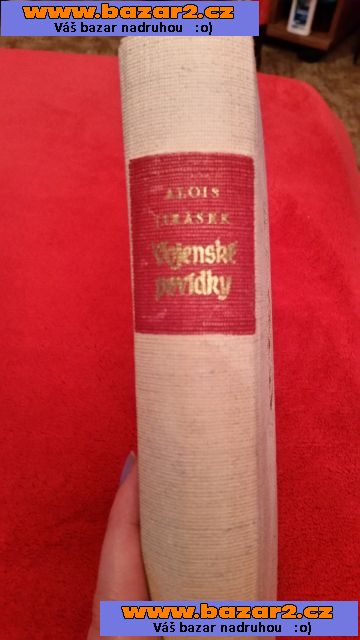 www.bazar2.cz
Váš bazar nadruhou :o)
ALOIS
JIRÁSEK
Vojenské
povídky
www.bazar2.cz
Váš bazar nadruhou :o)